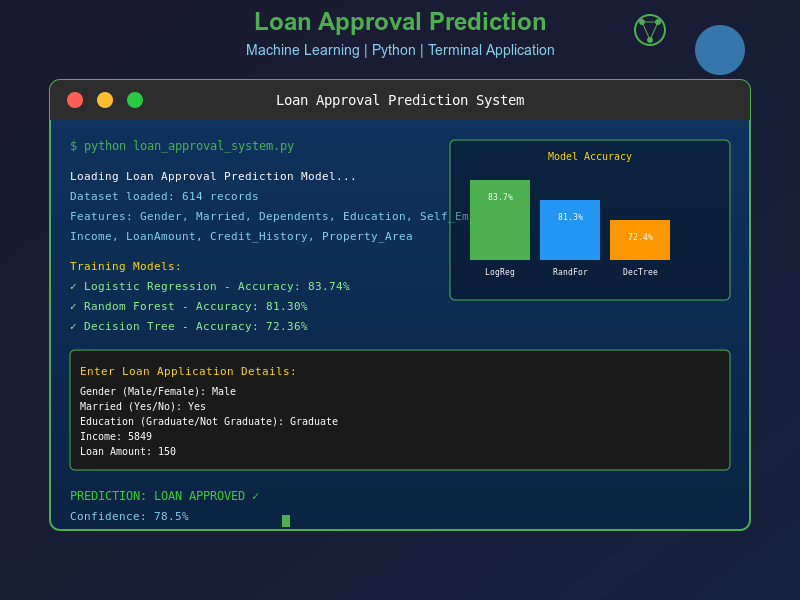 Loan Approval Prediction
Machine Learning | Python | Terminal Application
Loan Approval Prediction System
$ python loan_approval_system.py
Loading Loan Approval Prediction Model...
Dataset loaded: 614 records
Features: Gender, Married, Dependents, Education, Self_Em
Income, LoanAmount, Credit_History, Property_Area
Training Models:
✓ Logistic Regression - Accuracy: 83.74%
✓ Random Forest - Accuracy: 81.30%
✓ Decision Tree - Accuracy: 72.36%
Model Accuracy
83.7%
81.3%
72.4%
LogReg
RandFor
DecTree
Enter Loan Application Details:
Gender (Male/Female): Male
Married (Yes/No): Yes
Education (Graduate/Not Graduate): Graduate
Income: 5849
Loan Amount: 150
PREDICTION: LOAN APPROVED ✓
Confidence: 78.5%